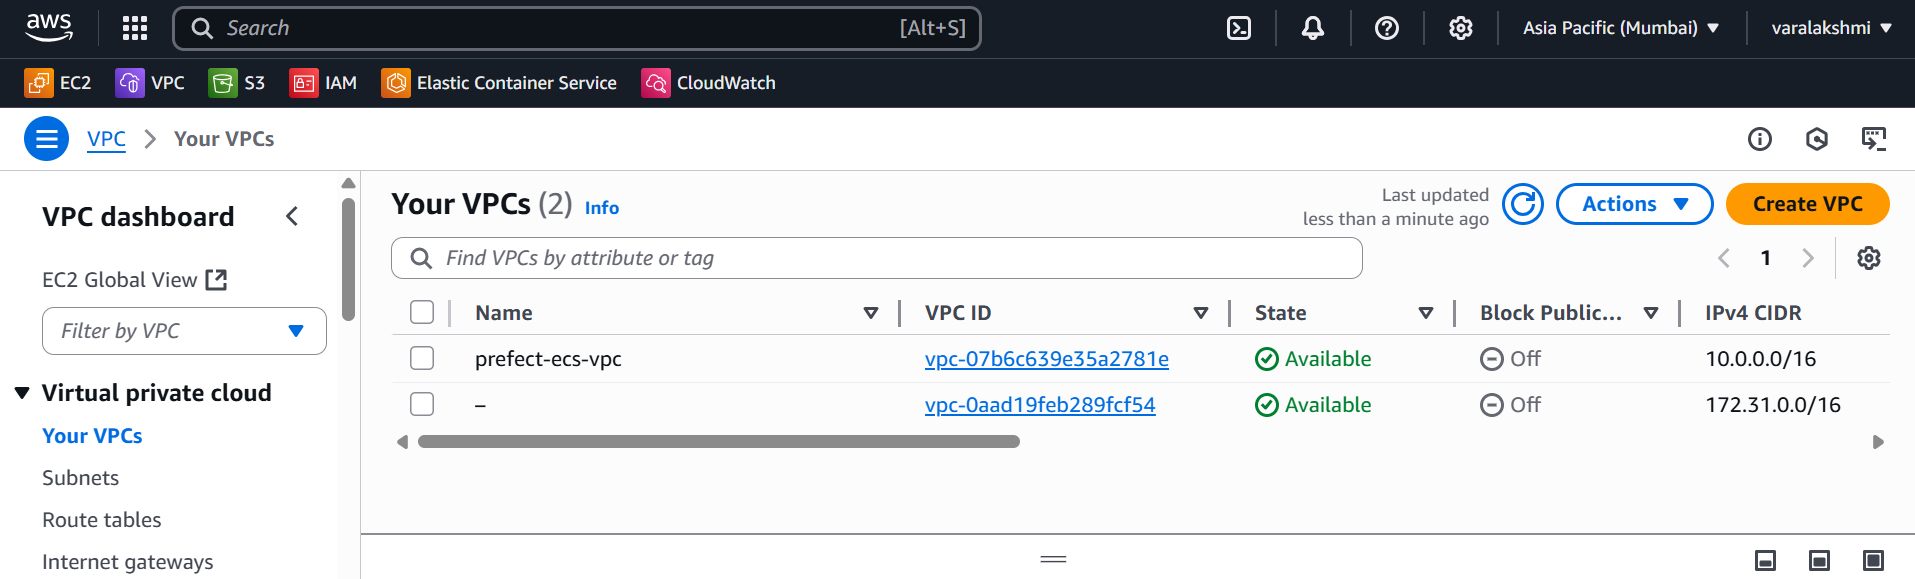 aws
Search [Alt+S]
Asia Pacific (Mumbai)
varalakshmi
EC2 VPC S3 IAM Elastic Container Service CloudWatch
VPC Your VPCs
VPC dashboard
EC2 Global View
Filter by VPC
Virtual private cloud
Your VPCs
Subnets
Route tables
Internet gateways
Your VPCs (2) Info
Last updated
less than a minute ago
Actions
Create VPC
Find VPCs by attribute or tag
1
Name VPC ID State Block Public... IPv4 CIDR
prefect-ecs-vpc vpc-07b6c639e35a2781e Available Off 10.0.0.0/16
– vpc-0aad19feb289fcf54 Available Off 172.31.0.0/16